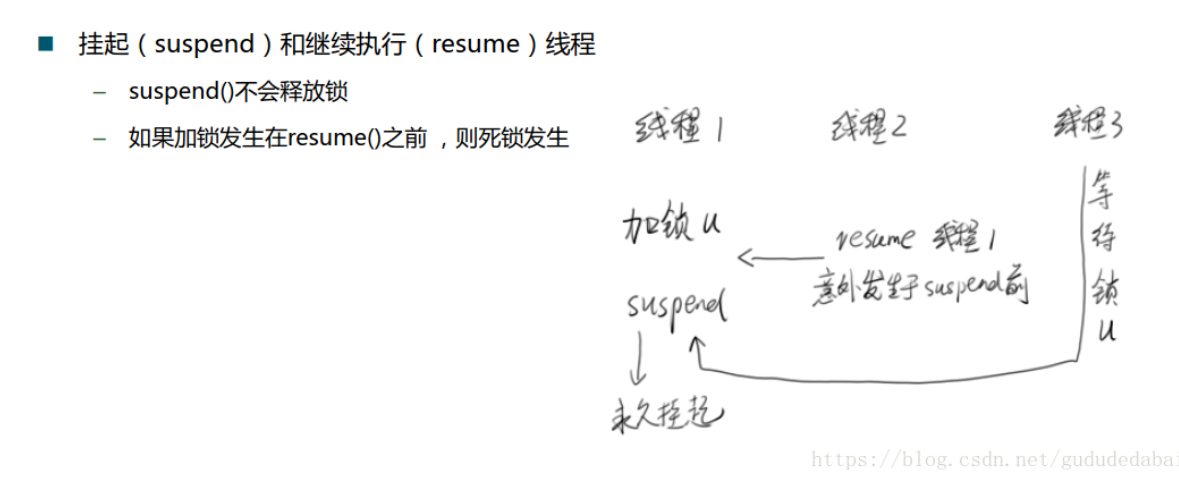 ■ 挂起（suspend）和继续执行（resume）线程
– suspend()不会释放锁
– 如果加锁发生在resume()之前 ，则死锁发生
线程1 线程2 线程3
加锁u
resume 线程1
意外发生于suspend前
suspend
永久挂起
等待锁u
https://blog.csdn.net/gududedabai